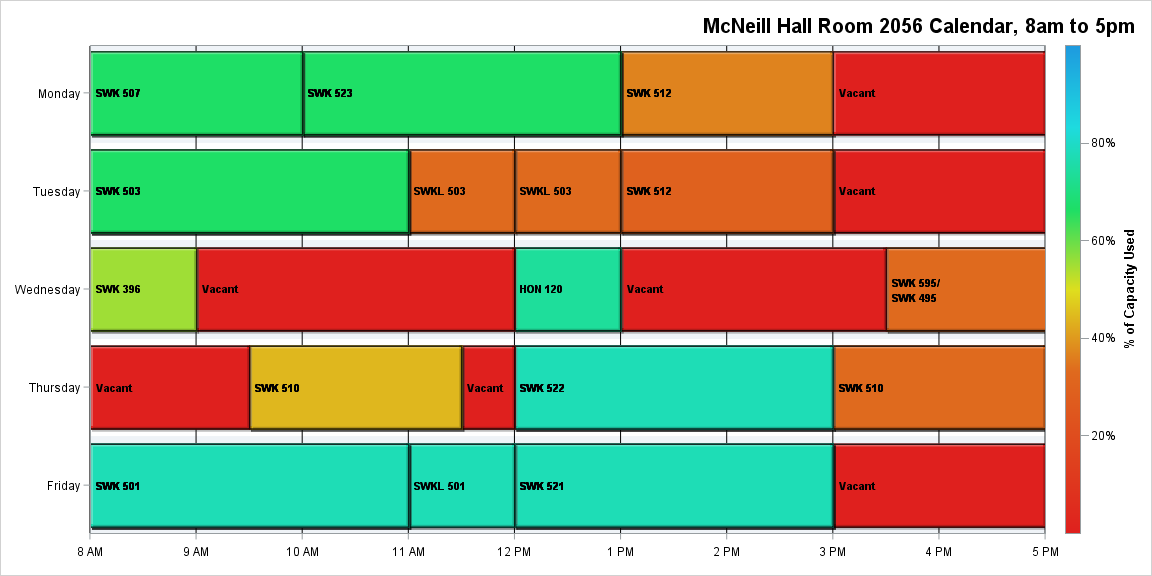 McNeill Hall Room 2056 Calendar, 8am to 5pm
Monday
SWK 507
SWK 523
SWK 512
Vacant
Tuesday
SWK 503
SWKL 503
SWKL 503
SWK 512
Vacant
Wednesday
SWK 396
Vacant
HON 120
Vacant
SWK 595/
SWK 495
Thursday
Vacant
SWK 510
Vacant
SWK 522
SWK 510
Friday
SWK 501
SWKL 501
SWK 521
Vacant
8 AM
9 AM
10 AM
11 AM
12 PM
1 PM
2 PM
3 PM
4 PM
5 PM
80%
60%
40%
20%
% of Capacity Used